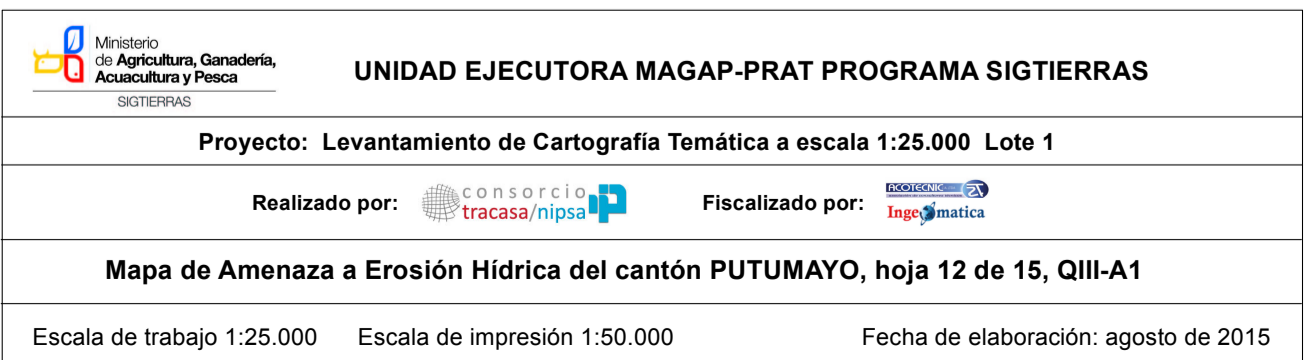 Ministerio
de Agricultura, Ganadería,
Acuacultura y Pesca
SIGTIERRAS
UNIDAD EJECUTORA MAGAP-PRAT PROGRAMA SIGTIERRAS
Proyecto: Levantamiento de Cartografía Temática a escala 1:25.000 Lote 1
Realizado por:
consorcio
tracasa/nipsa
Fiscalizado por:
ACOTECNIC
Ingeomatica
Mapa de Amenaza a Erosión Hídrica del cantón PUTUMAYO, hoja 12 de 15, QIII-A1
Escala de trabajo 1:25.000 Escala de impresión 1:50.000 Fecha de elaboración: agosto de 2015